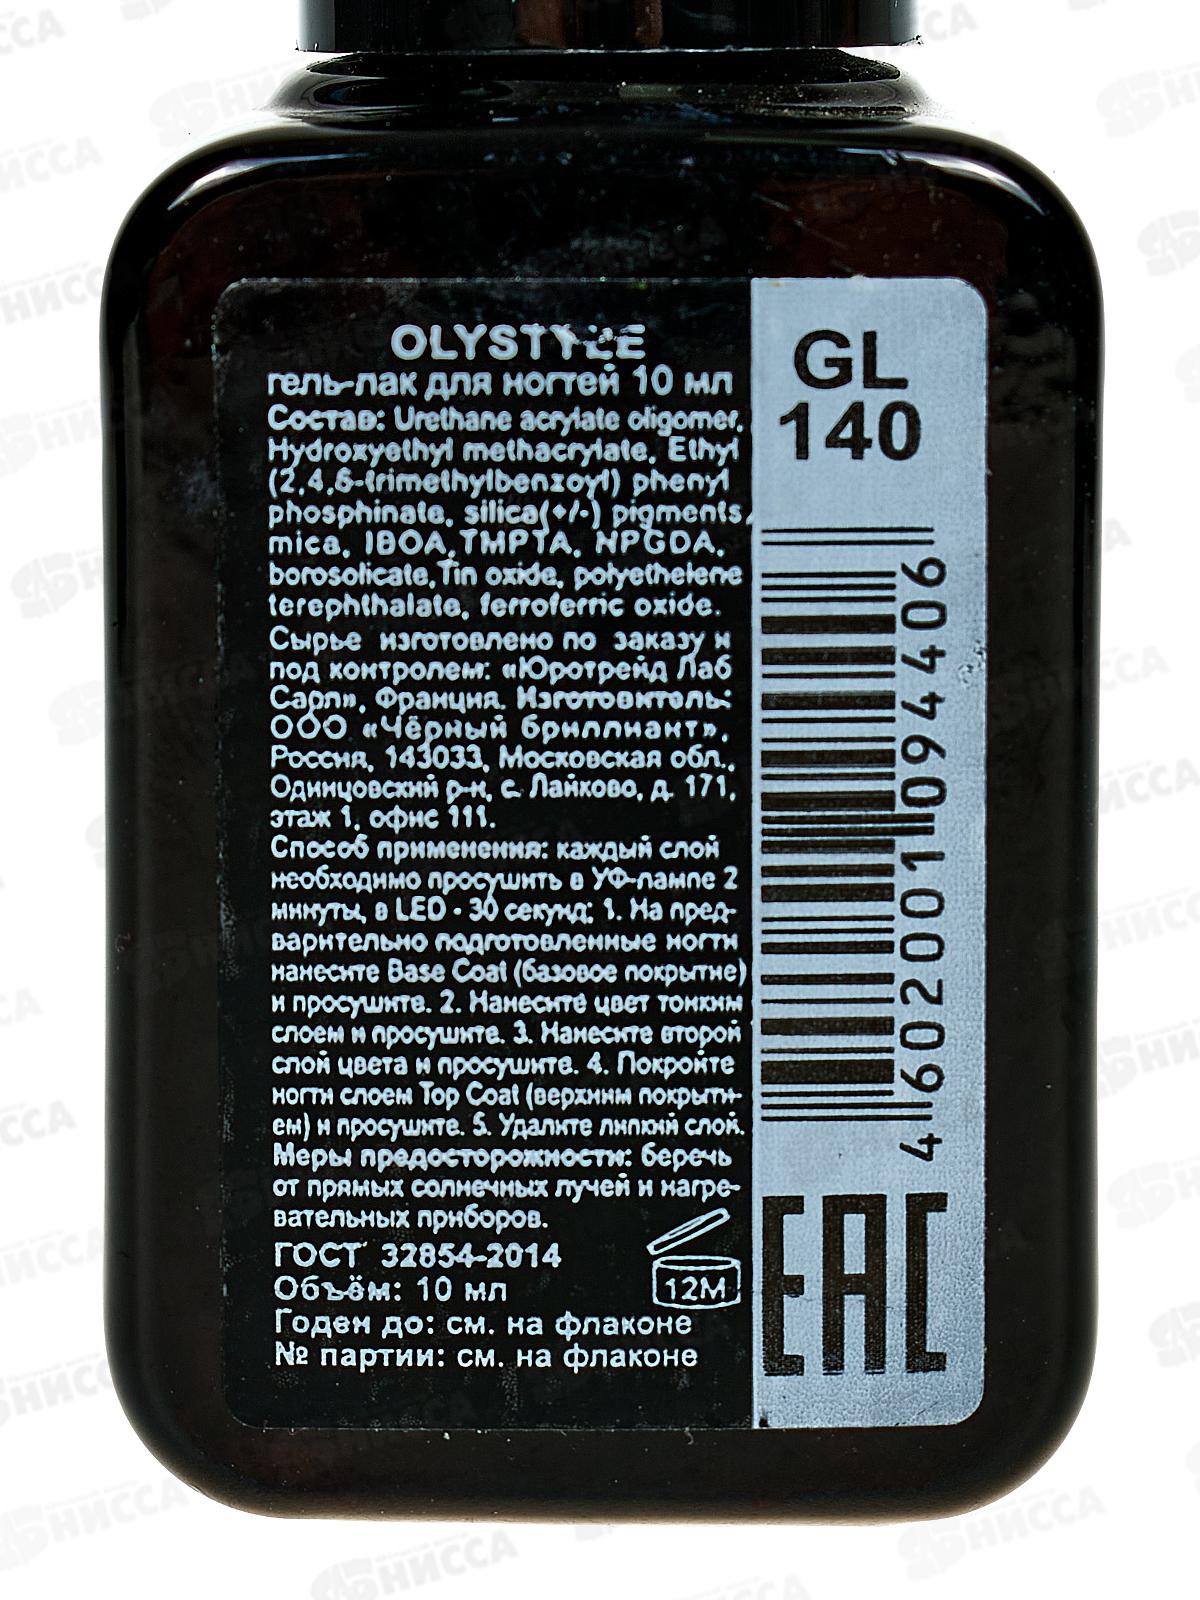 OLYSTYLE
гель-лак для ногтей 10 мл
Состав: Urethane acrylate oligomer,
Hydroxyethyl methacrylate, Ethyl
(2,4,6-trimethylbenzoyl) phenyl
phosphinate, silica(+/-) pigments,
mica, IBOA,TMPTA, NPGDA,
borosolicate,Tin oxide, polyethelene
terephthalate, ferroferric oxide.
Сырье изготовлено по заказу и
под контролем: «Юротрейд Лаб
Сарл», Франция. Изготовитель:
ООО «Чёрный бриллиант»,
Россия, 143033, Московская обл.,
Одинцовский р-н, с. Лайково, д. 171,
этаж 1, офис 111.
Способ применения: каждый слой
необходимо просушить в УФ-лампе 2
минуты, в LED - 30 секунд; 1. На пред-
варительно подготовленные ногти
нанесите Base Coat (базовое покрытие)
и просушите. 2. Нанесите цвет тонким
слоем и просушите. 3. Нанесите второй
слой цвета и просушите. 4. Покройте
ногти слоем Top Coat (верхним покрыти-
ем) и просушите. 5. Удалите липкий слой.
Меры предосторожности: беречь
от прямых солнечных лучей и нагре-
вательных приборов.
ГОСТ 32854-2014
Объём: 10 мл
12M
Годен до: см. на флаконе
№ партии: см. на флаконе
GL
140
4602001094406
EAC
НИССА